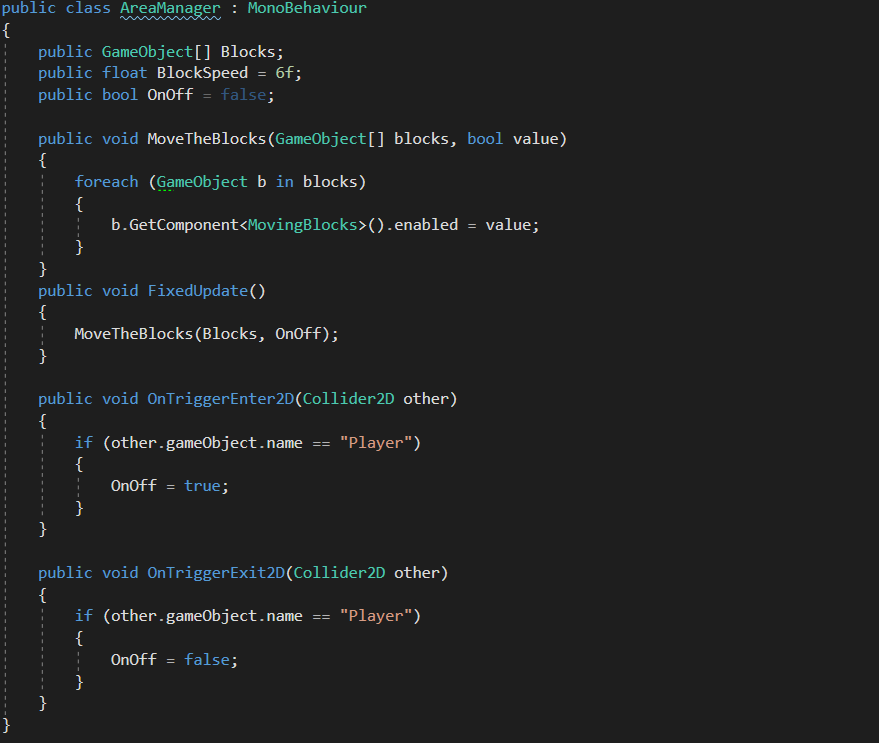 public class AreaManager : MonoBehaviour
{
    public GameObject[] Blocks;
    public float BlockSpeed = 6f;
    public bool OnOff = false;

    public void MoveTheBlocks(GameObject[] blocks, bool value)
    {
        foreach (GameObject b in blocks)
        {
            b.GetComponent<MovingBlocks>().enabled = value;
        }
    }
    public void FixedUpdate()
    {
        MoveTheBlocks(Blocks, OnOff);
    }

    public void OnTriggerEnter2D(Collider2D other)
    {
        if (other.gameObject.name == "Player")
        {
            OnOff = true;
        }
    }

    public void OnTriggerExit2D(Collider2D other)
    {
        if (other.gameObject.name == "Player")
        {
            OnOff = false;
        }
    }
}